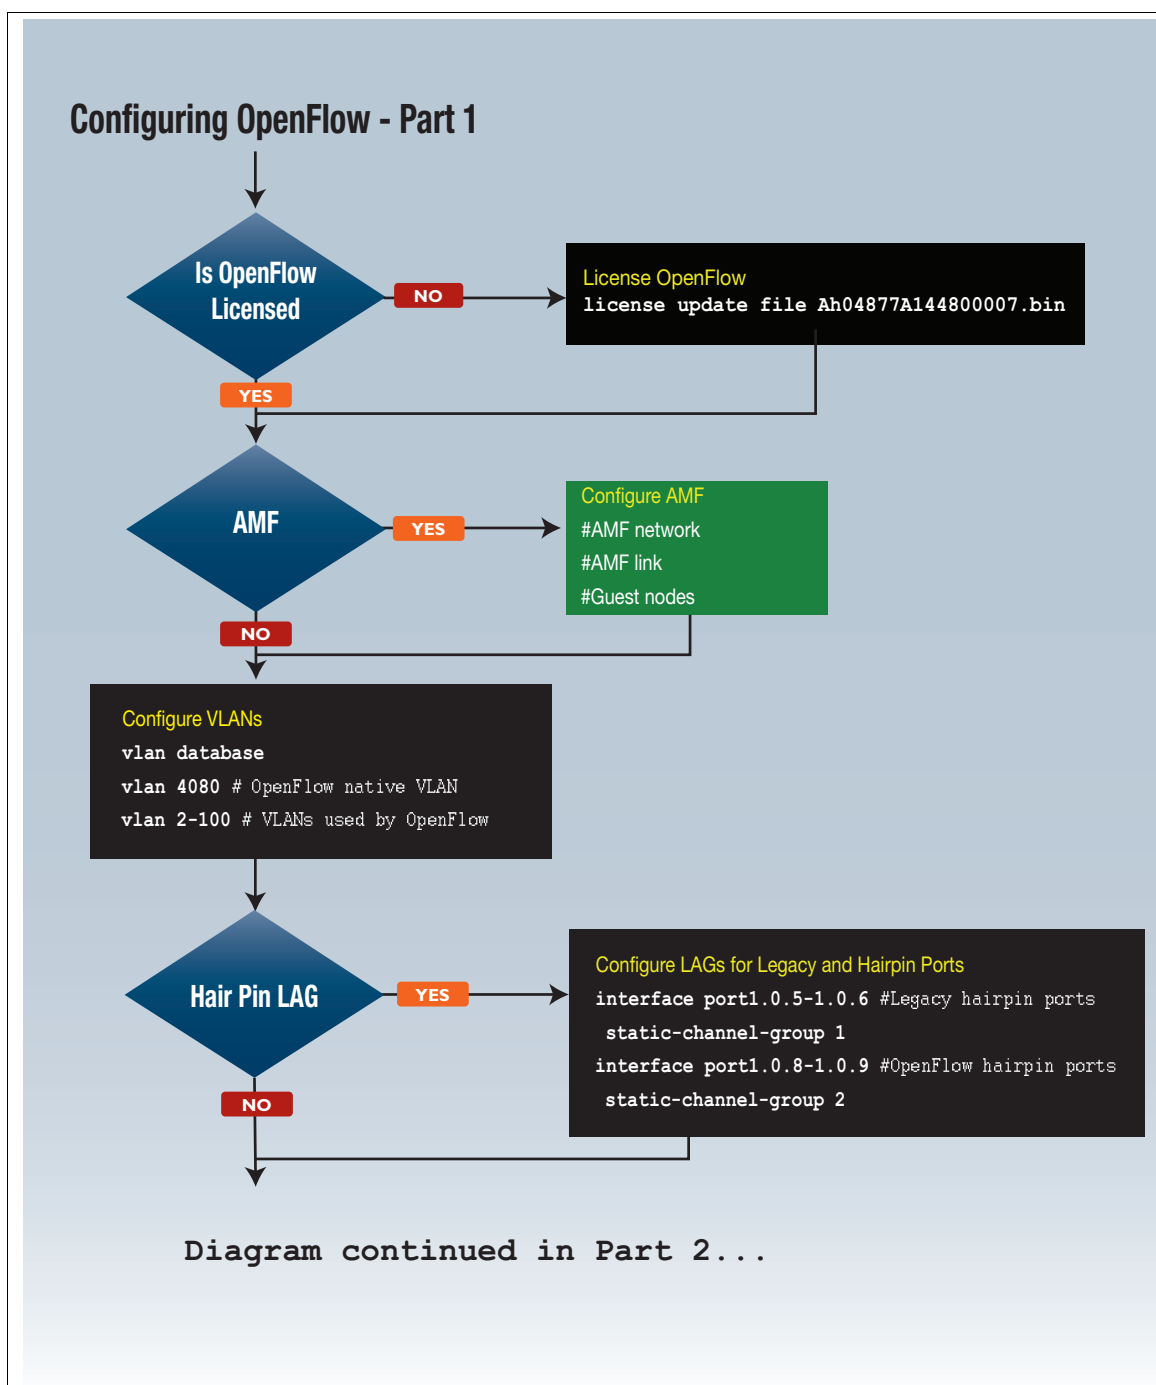 Configuring OpenFlow - Part 1
Is OpenFlow
Licensed
NO
License OpenFlow
license update file Ah04877A144800007.bin
YES
AMF
YES
Configure AMF
#AMF network
#AMF link
#Guest nodes
NO
Configure VLANs
vlan database
vlan 4080 # OpenFlow native VLAN
vlan 2-100 # VLANs used by OpenFlow
Hair Pin LAG
YES
Configure LAGs for Legacy and Hairpin Ports
interface port1.0.5-1.0.6 #Legacy hairpin ports
static-channel-group 1
interface port1.0.8-1.0.9 #OpenFlow hairpin ports
static-channel-group 2
NO
Diagram continued in Part 2...